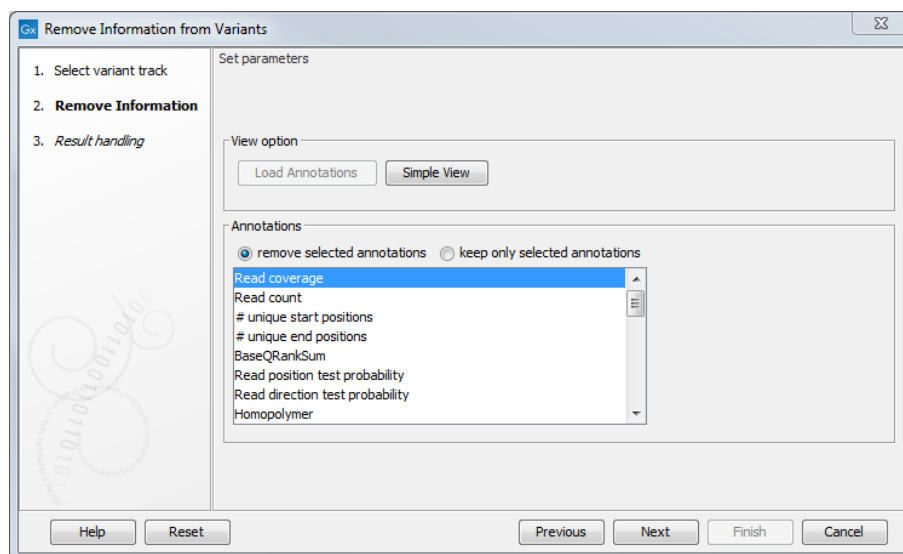 Gx Remove Information from Variants
1. Select variant track
2. Remove Information
3. Result handling
Set parameters
View option
Load Annotations Simple View
Annotations
remove selected annotations keep only selected annotations
Read coverage
Read count
# unique start positions
# unique end positions
BaseQRankSum
Read position test probability
Read direction test probability
Homopolymer
Help Reset Previous Next Finish Cancel